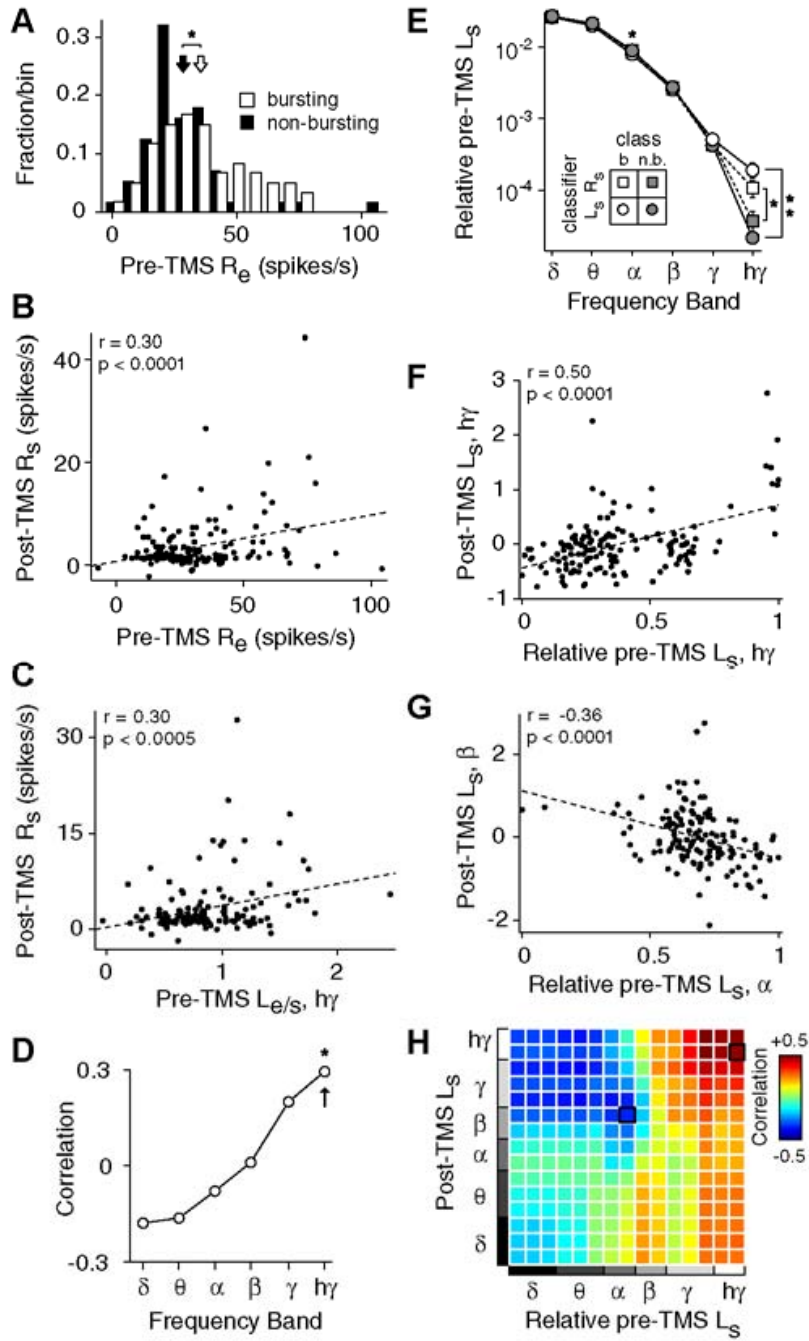 A
Fraction/bin
0.3
0.2
0.1
0
*
bursting
non-bursting
0
50
100
Pre-TMS Re (spikes/s)
B
r = 0.30
p < 0.0001
Post-TMS Rs (spikes/s)
40
20
0
0
50
100
Pre-TMS Re (spikes/s)
C
r = 0.30
p < 0.0005
Post-TMS Rs (spikes/s)
30
15
0
0
1
2
Pre-TMS Le/s, hγ
D
Correlation
0.3
0
-0.3
*
δ θ α β γ hγ
Frequency Band
E
Relative pre-TMS Ls
10-2
10-3
10-4
*
class
b n.b.
classifier
Rs
Ls
*
**
δ θ α β γ hγ
Frequency Band
F
r = 0.50
p < 0.0001
Post-TMS Ls, hγ
3
2
1
0
-1
0
0.5
1
Relative pre-TMS Ls, hγ
G
r = -0.36
p < 0.0001
Post-TMS Ls, β
2
0
-2
0
0.5
1
Relative pre-TMS Ls, α
H
Post-TMS Ls
hγ
γ
β
α
θ
δ
δ θ α β γ hγ
Relative pre-TMS Ls
+0.5
Correlation
-0.5